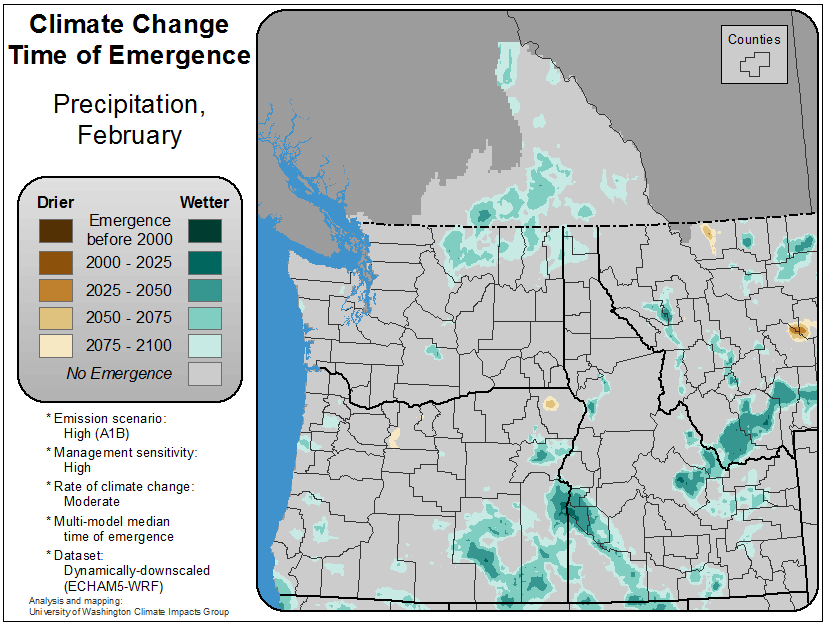 Climate Change
Time of Emergence
Precipitation,
February
Drier
Wetter
Emergence
before 2000
2000 - 2025
2025 - 2050
2050 - 2075
2075 - 2100
No Emergence
* Emission scenario:
High (A1B)
* Management sensitivity:
High
* Rate of climate change:
Moderate
* Multi-model median
time of emergence
* Dataset:
Dynamically-downscaled
(ECHAM5-WRF)
Analysis and mapping:
University of Washington Climate Impacts Group
Counties